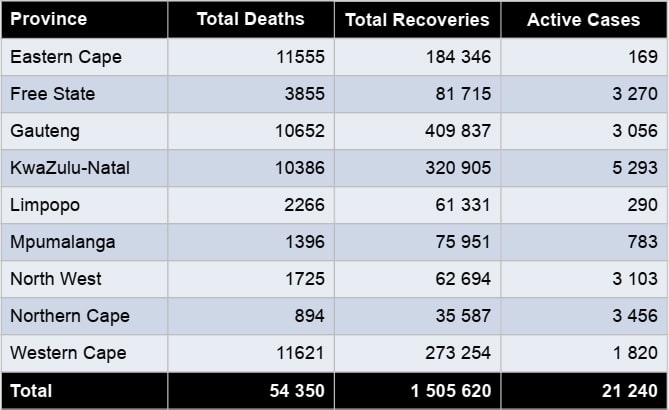 Province Total Deaths Total Recoveries Active Cases
Eastern Cape 11555 184 346 169
Free State 3855 81 715 3 270
Gauteng 10652 409 837 3 056
KwaZulu-Natal 10386 320 905 5 293
Limpopo 2266 61 331 290
Mpumalanga 1396 75 951 783
North West 1725 62 694 3 103
Northern Cape 894 35 587 3 456
Western Cape 11621 273 254 1 820
Total 54 350 1 505 620 21 240